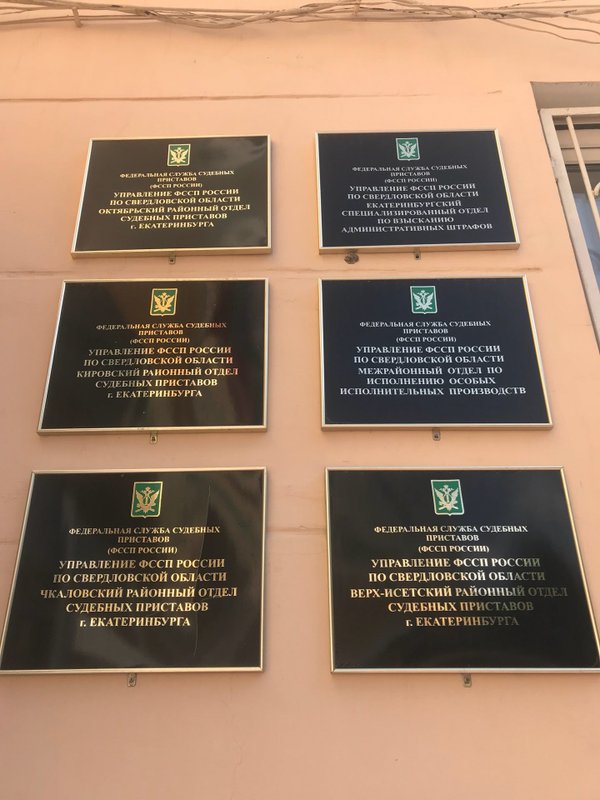 ФЕДЕРАЛЬНАЯ СЛУЖБА СУДЕБНЫХ
ПРИСТАВОВ
(ФССП РОССИИ)
УПРАВЛЕНИЕ ФССП РОССИИ
ПО СВЕРДЛОВСКОЙ ОБЛАСТИ
ОКТЯБРЬСКИЙ РАЙОННЫЙ ОТДЕЛ
СУДЕБНЫХ ПРИСТАВОВ
г. ЕКАТЕРИНБУРГА
ФЕДЕРАЛЬНАЯ СЛУЖБА СУДЕБНЫХ
ПРИСТАВОВ
(ФССП РОССИИ)
УПРАВЛЕНИЕ ФССП РОССИИ
ПО СВЕРДЛОВСКОЙ ОБЛАСТИ
ЕКАТЕРИНБУРГСКИЙ
СПЕЦИАЛИЗИРОВАННЫЙ ОТДЕЛ
ПО ВЗЫСКАНИЮ
АДМИНИСТРАТИВНЫХ ШТРАФОВ
ФЕДЕРАЛЬНАЯ СЛУЖБА СУДЕБНЫХ
ПРИСТАВОВ
(ФССП РОССИИ)
УПРАВЛЕНИЕ ФССП РОССИИ
ПО СВЕРДЛОВСКОЙ ОБЛАСТИ
КИРОВСКИЙ РАЙОННЫЙ ОТДЕЛ
СУДЕБНЫХ ПРИСТАВОВ
г. ЕКАТЕРИНБУРГА
ФЕДЕРАЛЬНАЯ СЛУЖБА СУДЕБНЫХ
ПРИСТАВОВ
(ФССП РОССИИ)
УПРАВЛЕНИЕ ФССП РОССИИ
ПО СВЕРДЛОВСКОЙ ОБЛАСТИ
МЕЖРАЙОННЫЙ ОТДЕЛ ПО
ИСПОЛНЕНИЮ ОСОБЫХ
ИСПОЛНИТЕЛЬНЫХ ПРОИЗВОДСТВ
ФЕДЕРАЛЬНАЯ СЛУЖБА СУДЕБНЫХ
ПРИСТАВОВ
(ФССП РОССИИ)
УПРАВЛЕНИЕ ФССП РОССИИ
ПО СВЕРДЛОВСКОЙ ОБЛАСТИ
ЧКАЛОВСКИЙ РАЙОННЫЙ ОТДЕЛ
СУДЕБНЫХ ПРИСТАВОВ
г. ЕКАТЕРИНБУРГА
ФЕДЕРАЛЬНАЯ СЛУЖБА СУДЕБНЫХ
ПРИСТАВОВ
(ФССП РОССИИ)
УПРАВЛЕНИЕ ФССП РОССИИ
ПО СВЕРДЛОВСКОЙ ОБЛАСТИ
ВЕРХ-ИСЕТСКИЙ РАЙОННЫЙ ОТДЕЛ
СУДЕБНЫХ ПРИСТАВОВ
г. ЕКАТЕРИНБУРГА